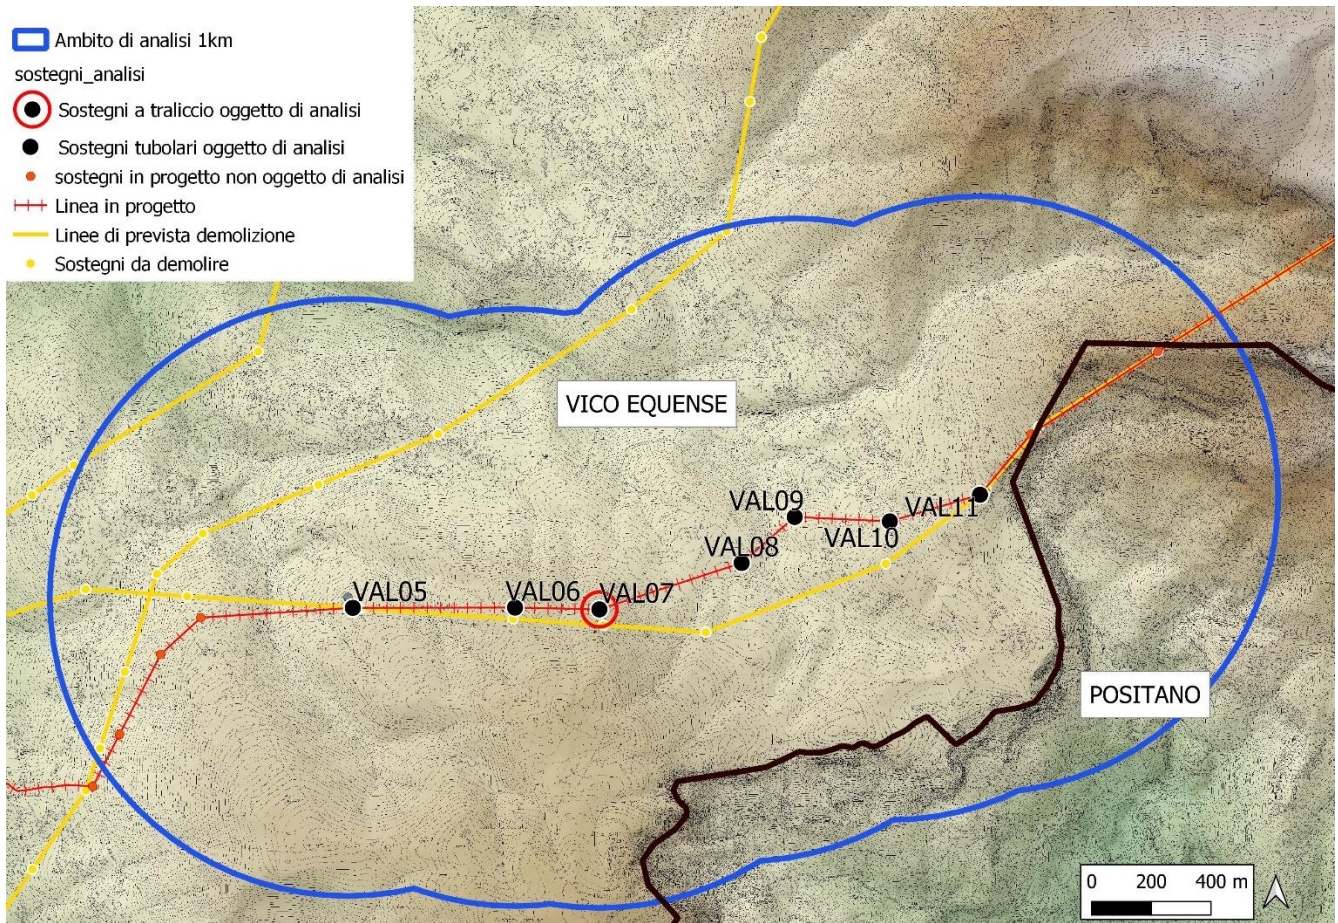 Ambito di analisi 1km
sostegni_analisi
Sostegni a traliccio oggetto di analisi
Sostegni tubolari oggetto di analisi
sostegni in progetto non oggetto di analisi
Linea in progetto
Linee di prevista demolizione
Sostegni da demolire
VICO EQUENSE
VAL09
VAL11
VAL10
VAL08
VAL05
VAL06
VAL07
POSITANO
0 200 400 m